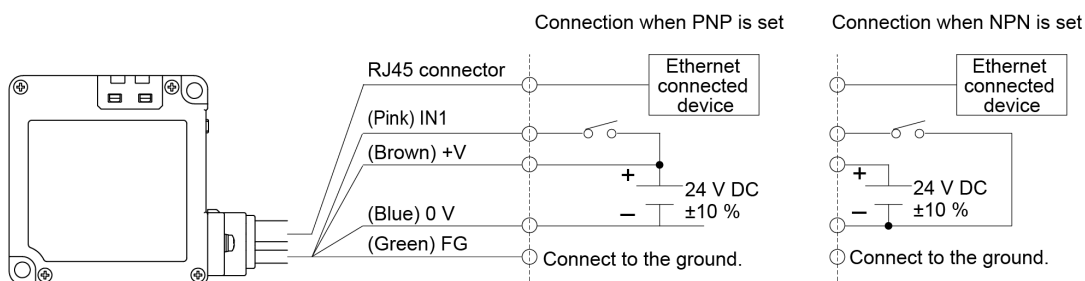 Connection when PNP is set
Connection when NPN is set
RJ45 connector
Ethernet
connected
device
Ethernet
connected
device
(Pink) IN1
(Brown) +V
+
24 V DC
±10 %
−
+
24 V DC
±10 %
−
(Blue) 0 V
(Green) FG
Connect to the ground.
Connect to the ground.